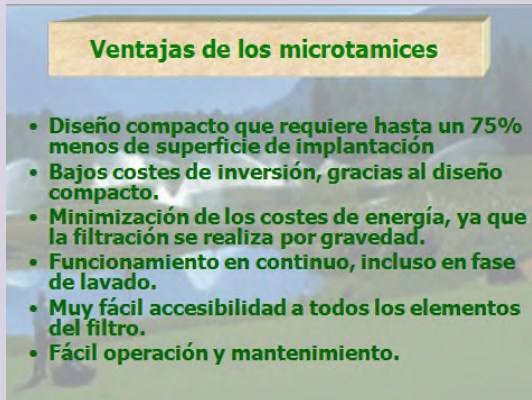 Ventajas de los microtamices
• Diseño compacto que requiere hasta un 75%
menos de superficie de implantación
• Bajos costes de inversión, gracias al diseño
compacto.
• Minimización de los costes de energía, ya que
la filtración se realiza por gravedad.
• Funcionamiento en continuo, incluso en fase
de lavado.
• Muy fácil accesibilidad a todos los elementos
del filtro.
• Fácil operación y mantenimiento.